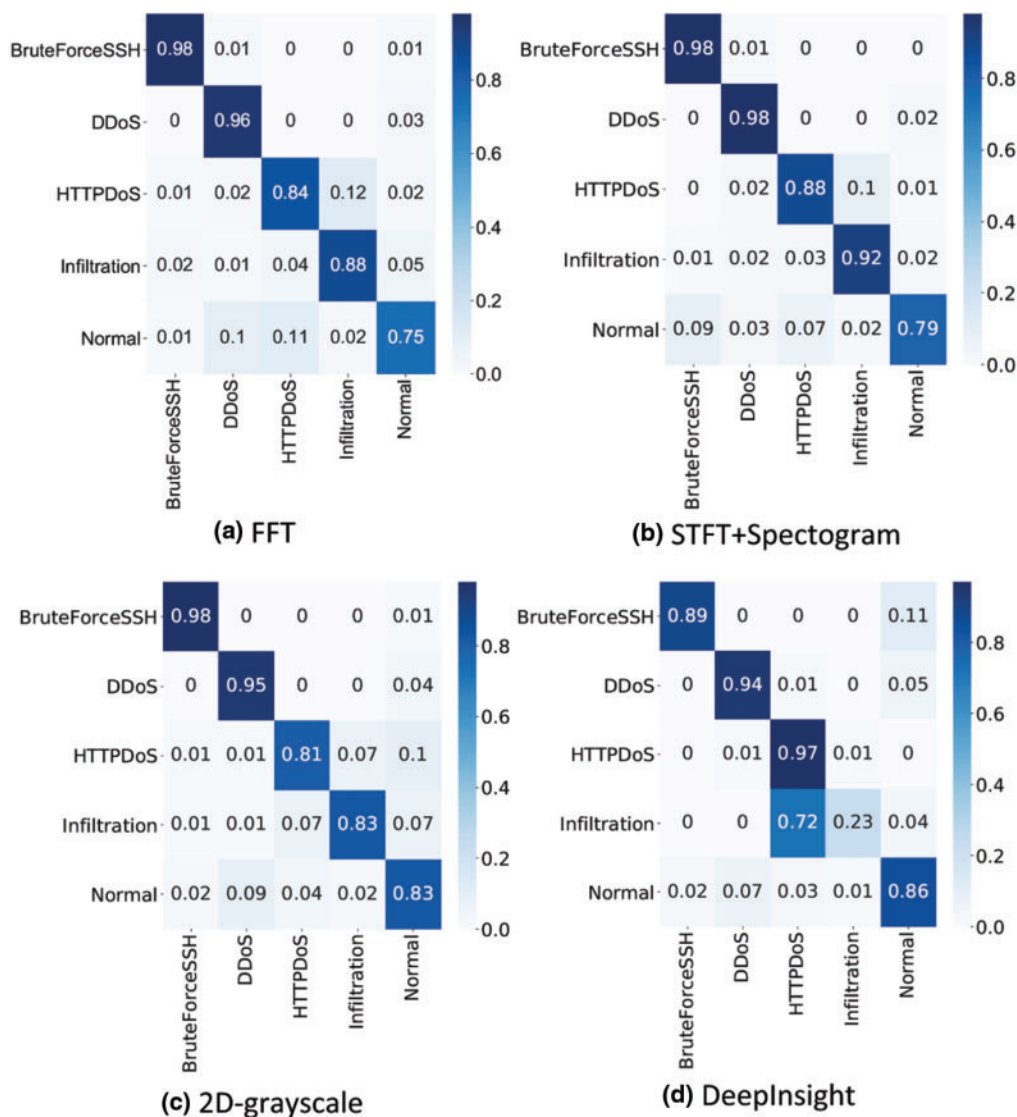 BruteForceSSH 0.98 0.01 0 0 0.01
DDoS 0 0.96 0 0 0.03
HTTPDoS 0.01 0.02 0.84 0.12 0.02
Infiltration 0.02 0.01 0.04 0.88 0.05
Normal 0.01 0.1 0.11 0.02 0.75
0.8
0.6
0.4
0.2
0.0
BruteForceSSH
DDoS
HTTPDoS
Infiltration
Normal
(a) FFT
BruteForceSSH 0.98 0.01 0 0 0
DDoS 0 0.98 0 0 0.02
HTTPDoS 0 0.02 0.88 0.1 0.01
Infiltration 0.01 0.02 0.03 0.92 0.02
Normal 0.09 0.03 0.07 0.02 0.79
0.8
0.6
0.4
0.2
0.0
BruteForceSSH
DDoS
HTTPDoS
Infiltration
Normal
(b) STFT+Spectogram
BruteForceSSH 0.98 0 0 0 0.01
DDoS 0 0.95 0 0 0.04
HTTPDoS 0.01 0.01 0.81 0.07 0.1
Infiltration 0.01 0.01 0.07 0.83 0.07
Normal 0.02 0.09 0.04 0.02 0.83
0.8
0.6
0.4
0.2
0.0
BruteForceSSH
DDoS
HTTPDoS
Infiltration
Normal
(c) 2D-grayscale
BruteForceSSH 0.89 0 0 0 0.11
DDoS 0 0.94 0.01 0 0.05
HTTPDoS 0 0.01 0.97 0.01 0
Infiltration 0 0 0.72 0.23 0.04
Normal 0.02 0.07 0.03 0.01 0.86
0.8
0.6
0.4
0.2
0.0
BruteForceSSH
DDoS
HTTPDoS
Infiltration
Normal
(d) DeepInsight